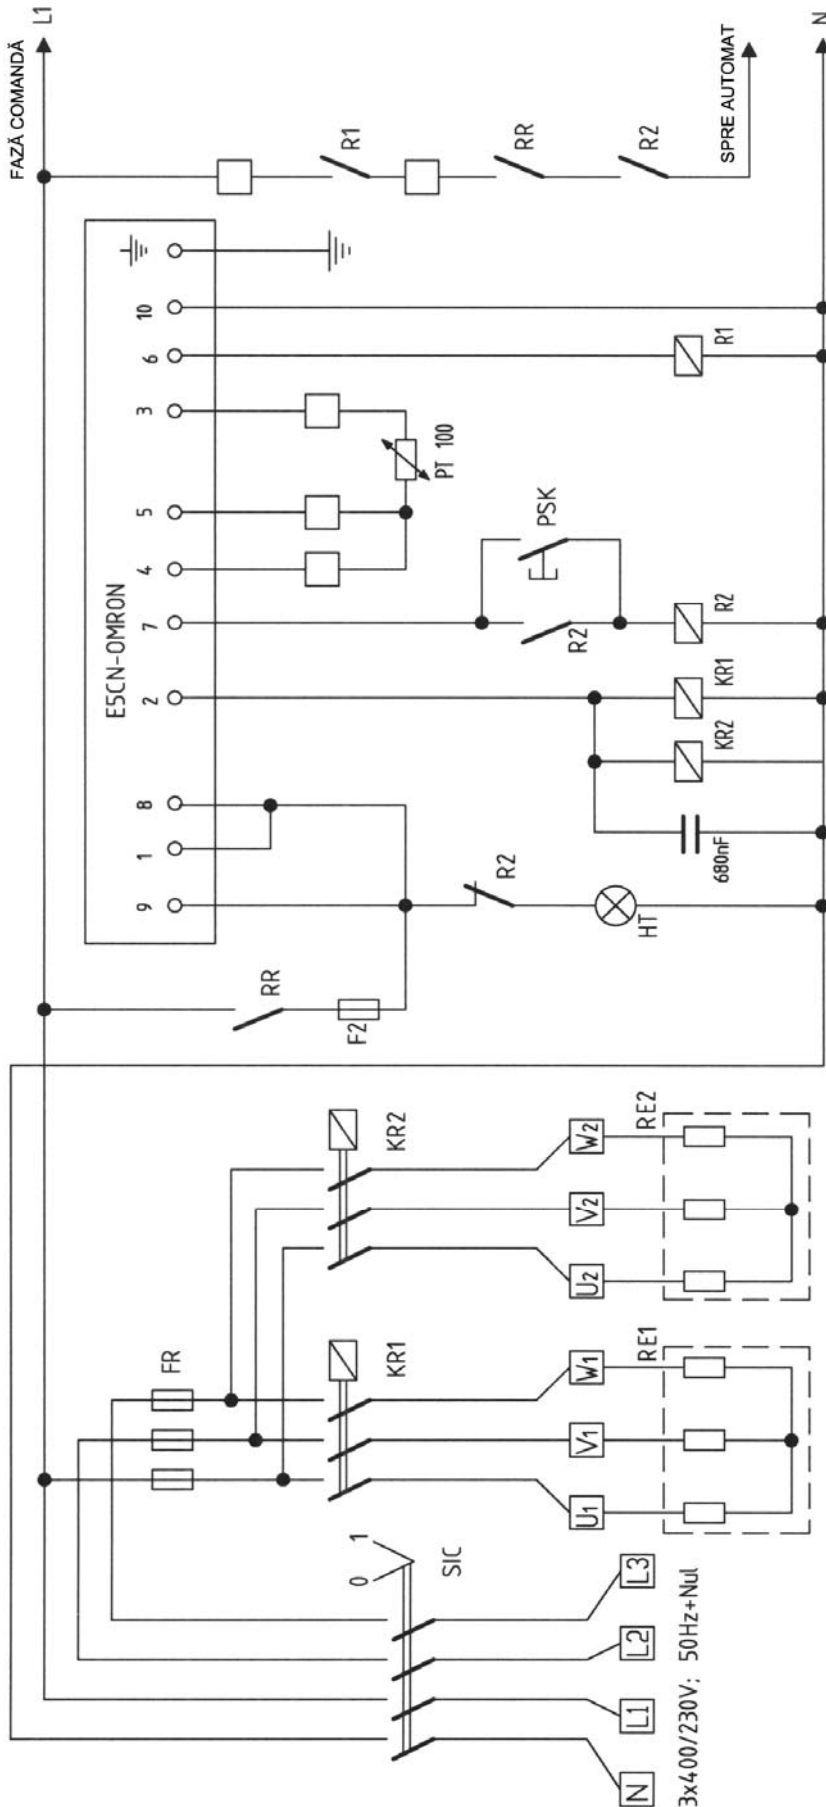 FAZĂ COMANDĂ
L1
N
SPRE AUTOMAT
R1
RR
R2
E5CN-OMRON
9
1
8
2
7
4
5
3
6
10
PT 100
PSK
R2
R1
R2
KR1
KR2
680nF
R2
HT
RR
F2
FR
KR1
KR2
SIC
0
1
U1
V1
W1
U2
V2
W2
RE1
RE2
N
L1
L2
L3
3x400/230V; 50Hz+Nul